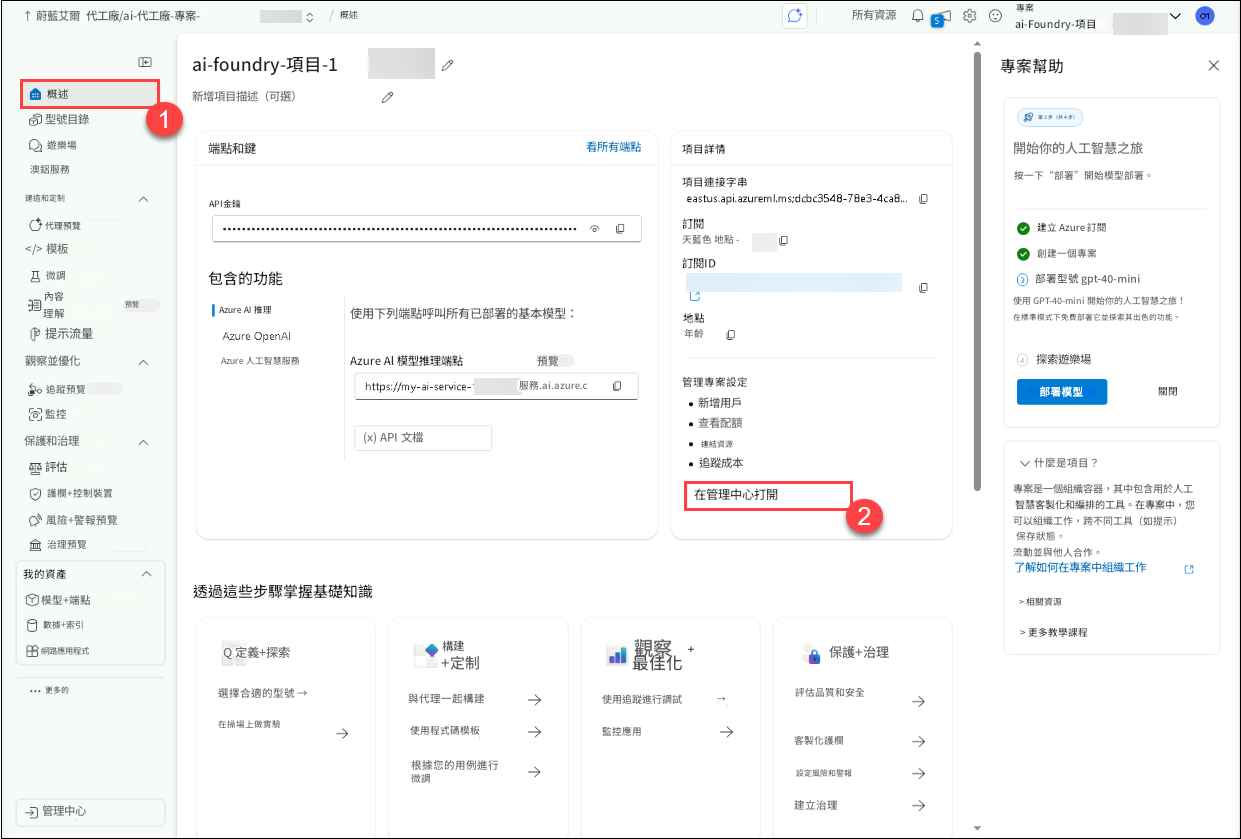 ↑ 蔚藍艾爾 代工廠/ai-代工廠-專案-
/ 概述
所有資源
5
專案
ai-Foundry-項目
01
概述
1
型號目錄
遊樂場
澳鋁服務
建造和定制
代理預覽
</> 模板
微調
內容
理解
預覽
提示流量
觀察並優化
追蹤預覽
監控
保護和治理
評估
護欄+控制裝置
風險+警報預覽
治理預覽
我的資產
模型+端點
數據+索引
網路應用程式
... 更多的
管理中心
ai-foundry-項目-1
新增項目描述（可選）
端點和鍵
看所有端點
API金鑰
包含的功能
Azure AI 推理
Azure OpenAI
Azure 人工智慧服務
使用下列端點呼叫所有已部署的基本模型：
Azure AI 模型推理端點
預覽
https://my-ai-service-
服務.ai.azure.c
(x) API 文檔
項目詳情
項目連接字串
eastus.api.azureml.ms;dcbc3548-78e3-4ca8...
訂閱
天藍色 地點 -
訂閱ID
地點
年齡
管理專案設定
• 新增用戶
• 查看配額
• 連結資源
• 追蹤成本
在管理中心打開
2
透過這些步驟掌握基礎知識
定義+探索
選擇合適的型號 →
在操場上做實驗
構建
+定制
與代理一起構建
使用程式碼模板
根據您的用例進行
微調
觀察 +
最佳化
使用追蹤進行調試
監控應用
保護+治理
評估品質和安全
客製化護欄
設定風險和警報
建立治理
專案幫助
第3步（共4步）
開始你的人工智慧之旅
按一下“部署”開始模型部署。
建立 Azure 訂閱
創建一個專案
3 部署型號 gpt-40-mini
使用 GPT-40-mini 開始你的人工智慧之旅！
在標準模式下免費部署它並探索其出色的功能。
4 探索遊樂場
部署模型
關閉
什麼是項目？
專案是一個組織容器，其中包含用於人工
智慧客製化和編排的工具。在專案中，您
可以組織工作，跨不同工具（如提示）
保存狀態。
流動並與他人合作。
了解如何在專案中組織工作
> 相關資源
> 更多教學課程